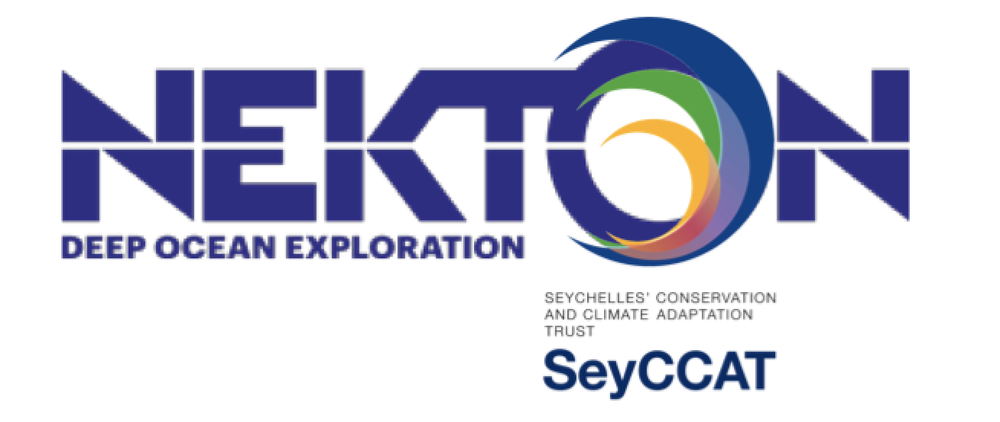 NEKTON
DEEP OCEAN EXPLORATION
SEYCHELLES' CONSERVATION
AND CLIMATE ADAPTATION
TRUST
SeyCCAT